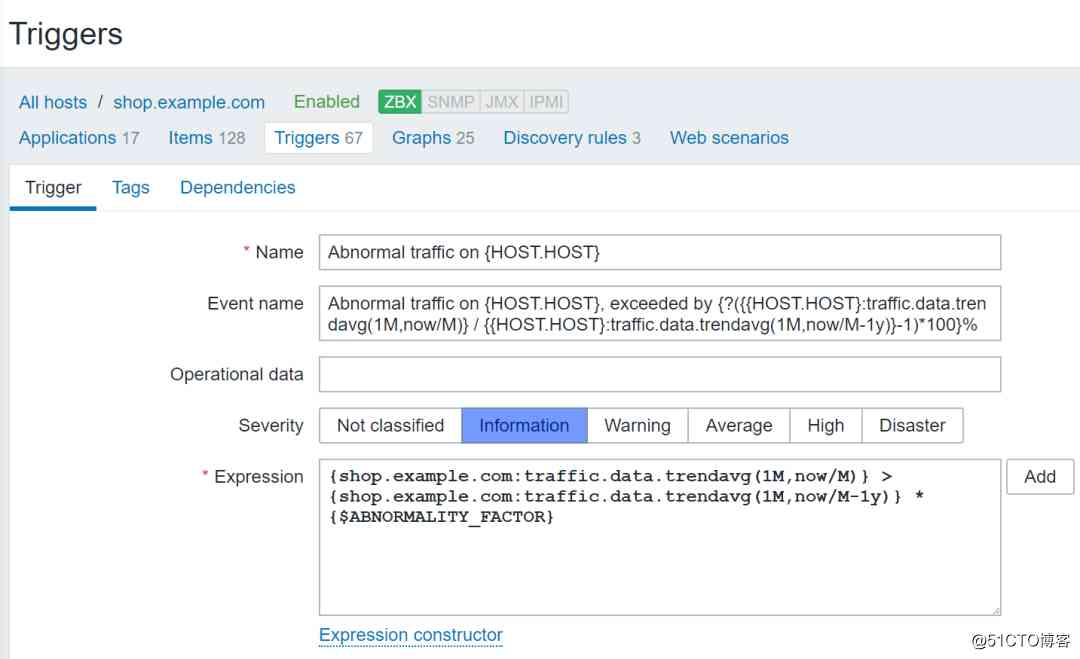 Triggers
All hosts / shop.example.com Enabled ZBX SNMP JMX IPMI
Applications 17 Items 128 Triggers 67 Graphs 25 Discovery rules 3 Web scenarios
Trigger Tags Dependencies
* Name Abnormal traffic on {HOST.HOST}
Event name Abnormal traffic on {HOST.HOST}, exceeded by {?({{HOST.HOST}:traffic.data.tren
davg(1M,now/M)} / {{HOST.HOST}:traffic.data.trendavg(1M,now/M-1y)}-1)*100}%
Operational data
Severity Not classified Information Warning Average High Disaster
* Expression {shop.example.com:traffic.data.trendavg(1M,now/M)} > Add
{shop.example.com:traffic.data.trendavg(1M,now/M-1y)} *
{$ABNORMALITY_FACTOR}
Expression constructor
@51CTO博客